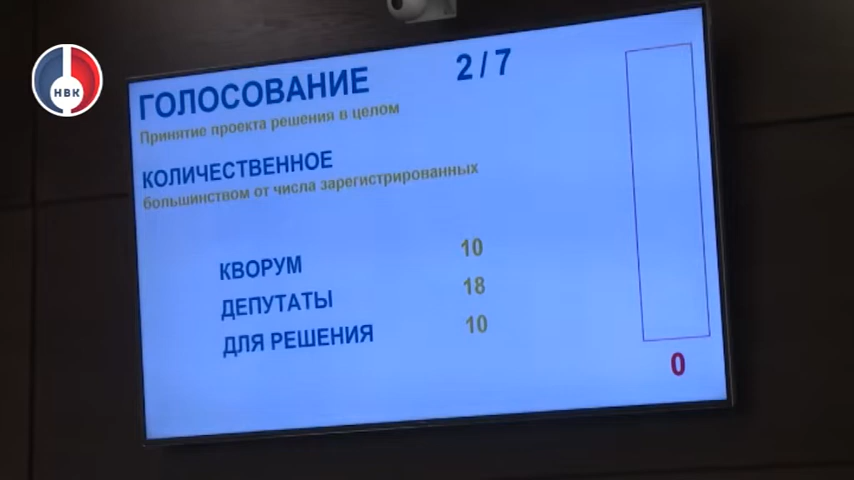 НВК
ГОЛОСОВАНИЕ 2/7
Принятие проекта решения в целом
КОЛИЧЕСТВЕННОЕ
большинством от числа зарегистрированных
КВОРУМ 10
ДЕПУТАТЫ 18
ДЛЯ РЕШЕНИЯ 10
0